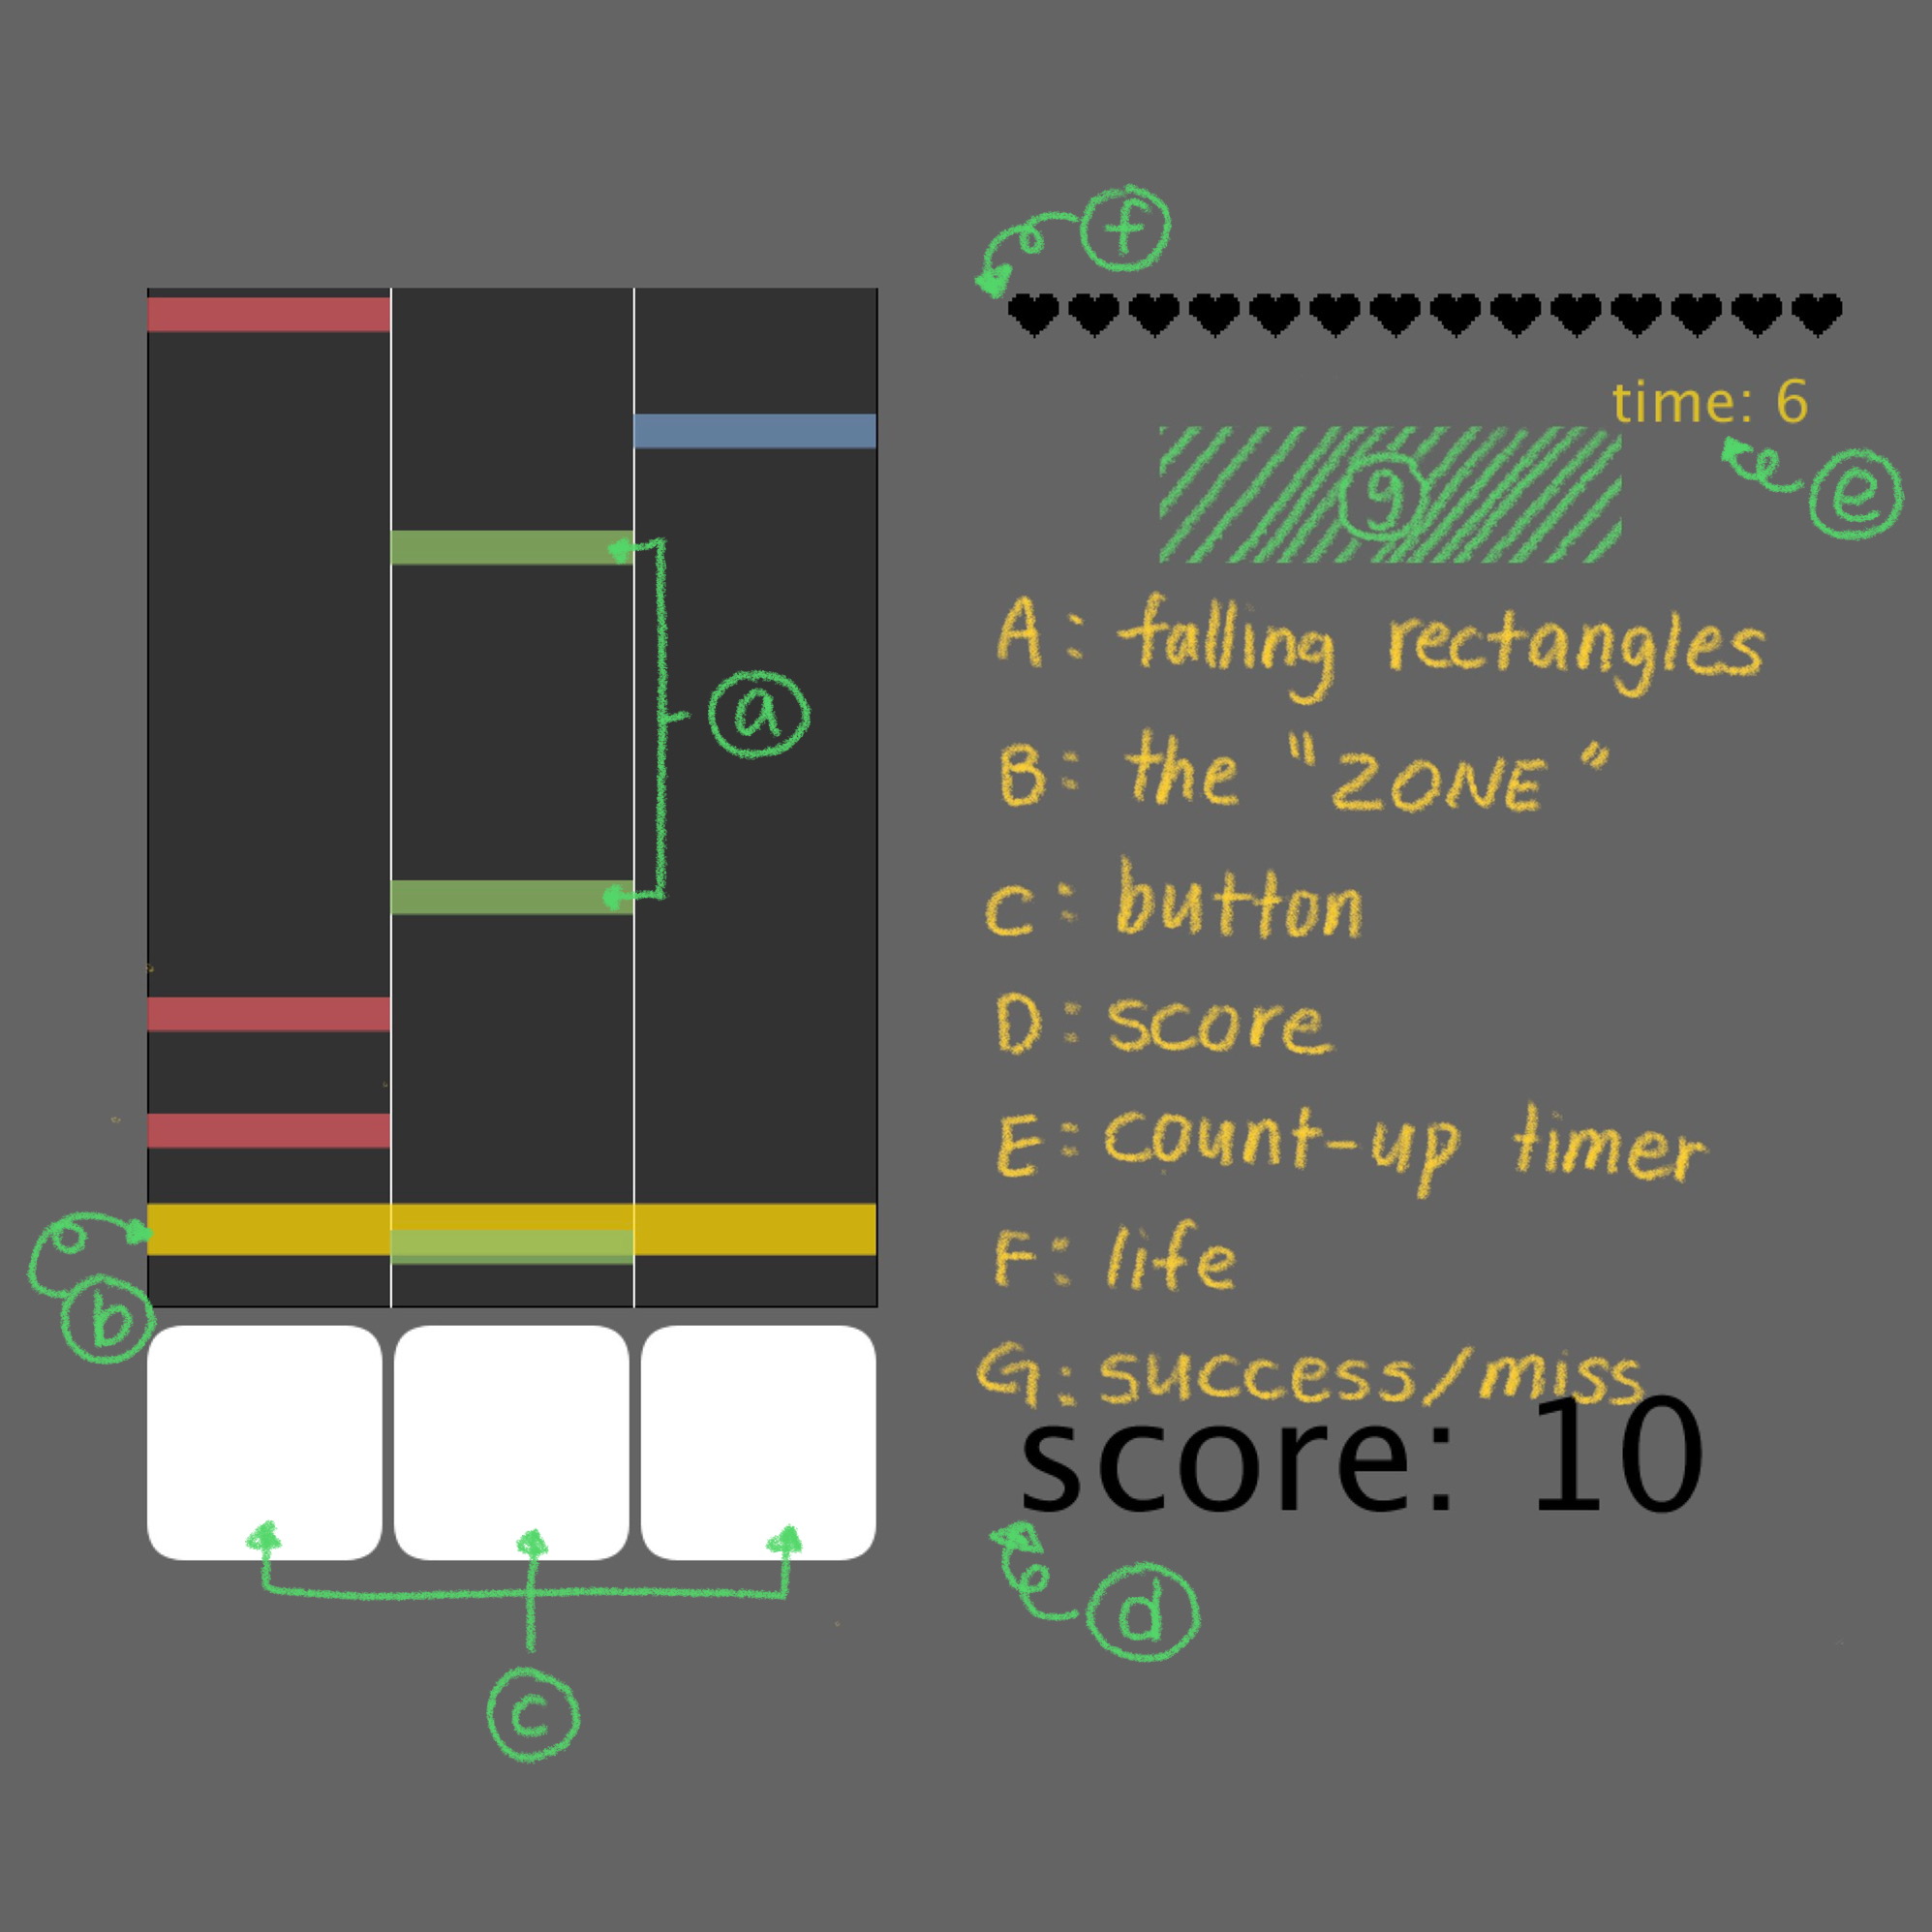 f
time: 6
e
g
A: falling rectangles
a
B: the "ZONE"
C: button
D: score
E: count-up timer
F: life
b
G: success/miss
score: 10
d
c